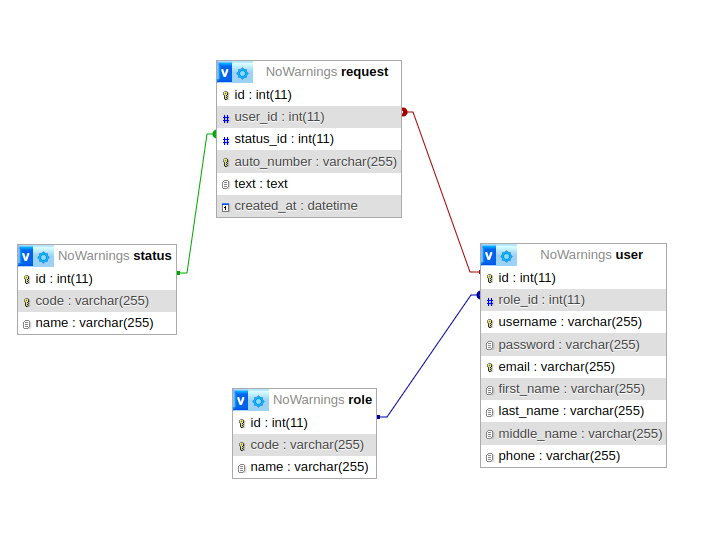 v NoWarnings request
id : int(11)
# user_id : int(11)
# status_id : int(11)
auto_number : varchar(255)
text : text
created_at : datetime
v NoWarnings status
id : int(11)
code : varchar(255)
name : varchar(255)
v NoWarnings user
id : int(11)
# role_id : int(11)
username : varchar(255)
password : varchar(255)
email : varchar(255)
first_name : varchar(255)
last_name : varchar(255)
middle_name : varchar(255)
phone : varchar(255)
v NoWarnings role
id : int(11)
code : varchar(255)
name : varchar(255)